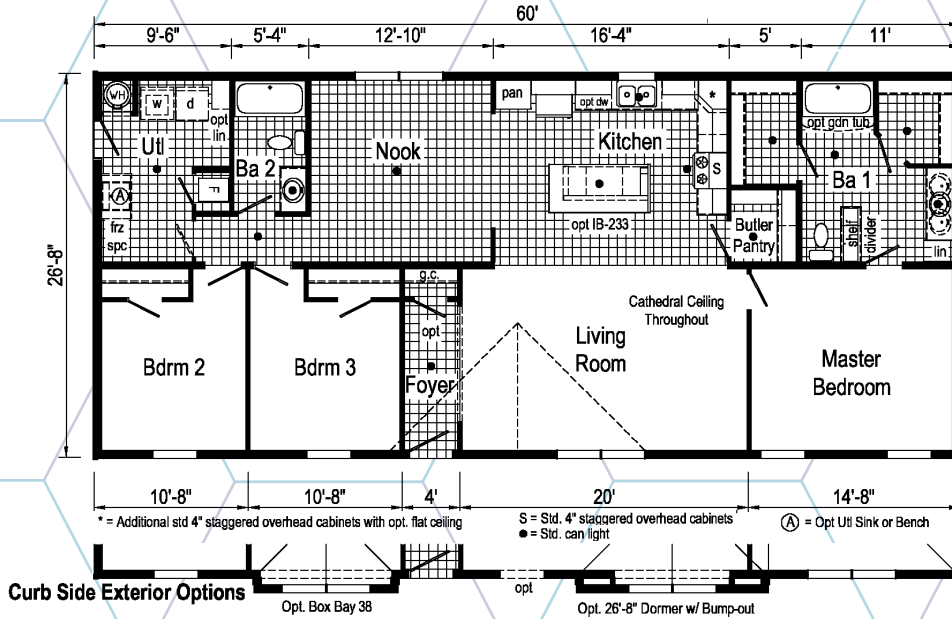 60'
9'-6" 5'-4" 12'-10" 16'-4" 5' 11'
WH
w d
opt
lin
Utl
Ba 2
A
F
frz
spc
Nook
pan
opt dw
*
Kitchen
S
opt IB-233
Butler
Pantry
opt gdn tub
Ba 1
shelf
divider
lin
26'-8"
g.c.
opt
Foyer
Bdrm 2
Bdrm 3
Cathedral Ceiling
Throughout
Living
Room
Master
Bedroom
10'-8" 10'-8" 4' 20' 14'-8"
* = Additional std 4" staggered overhead cabinets with opt. flat ceiling
S = Std. 4" staggered overhead cabinets
● = Std. can light
A = Opt Utl Sink or Bench
Curb Side Exterior Options
Opt. Box Bay 38
opt
Opt. 26'-8" Dormer w/ Bump-out